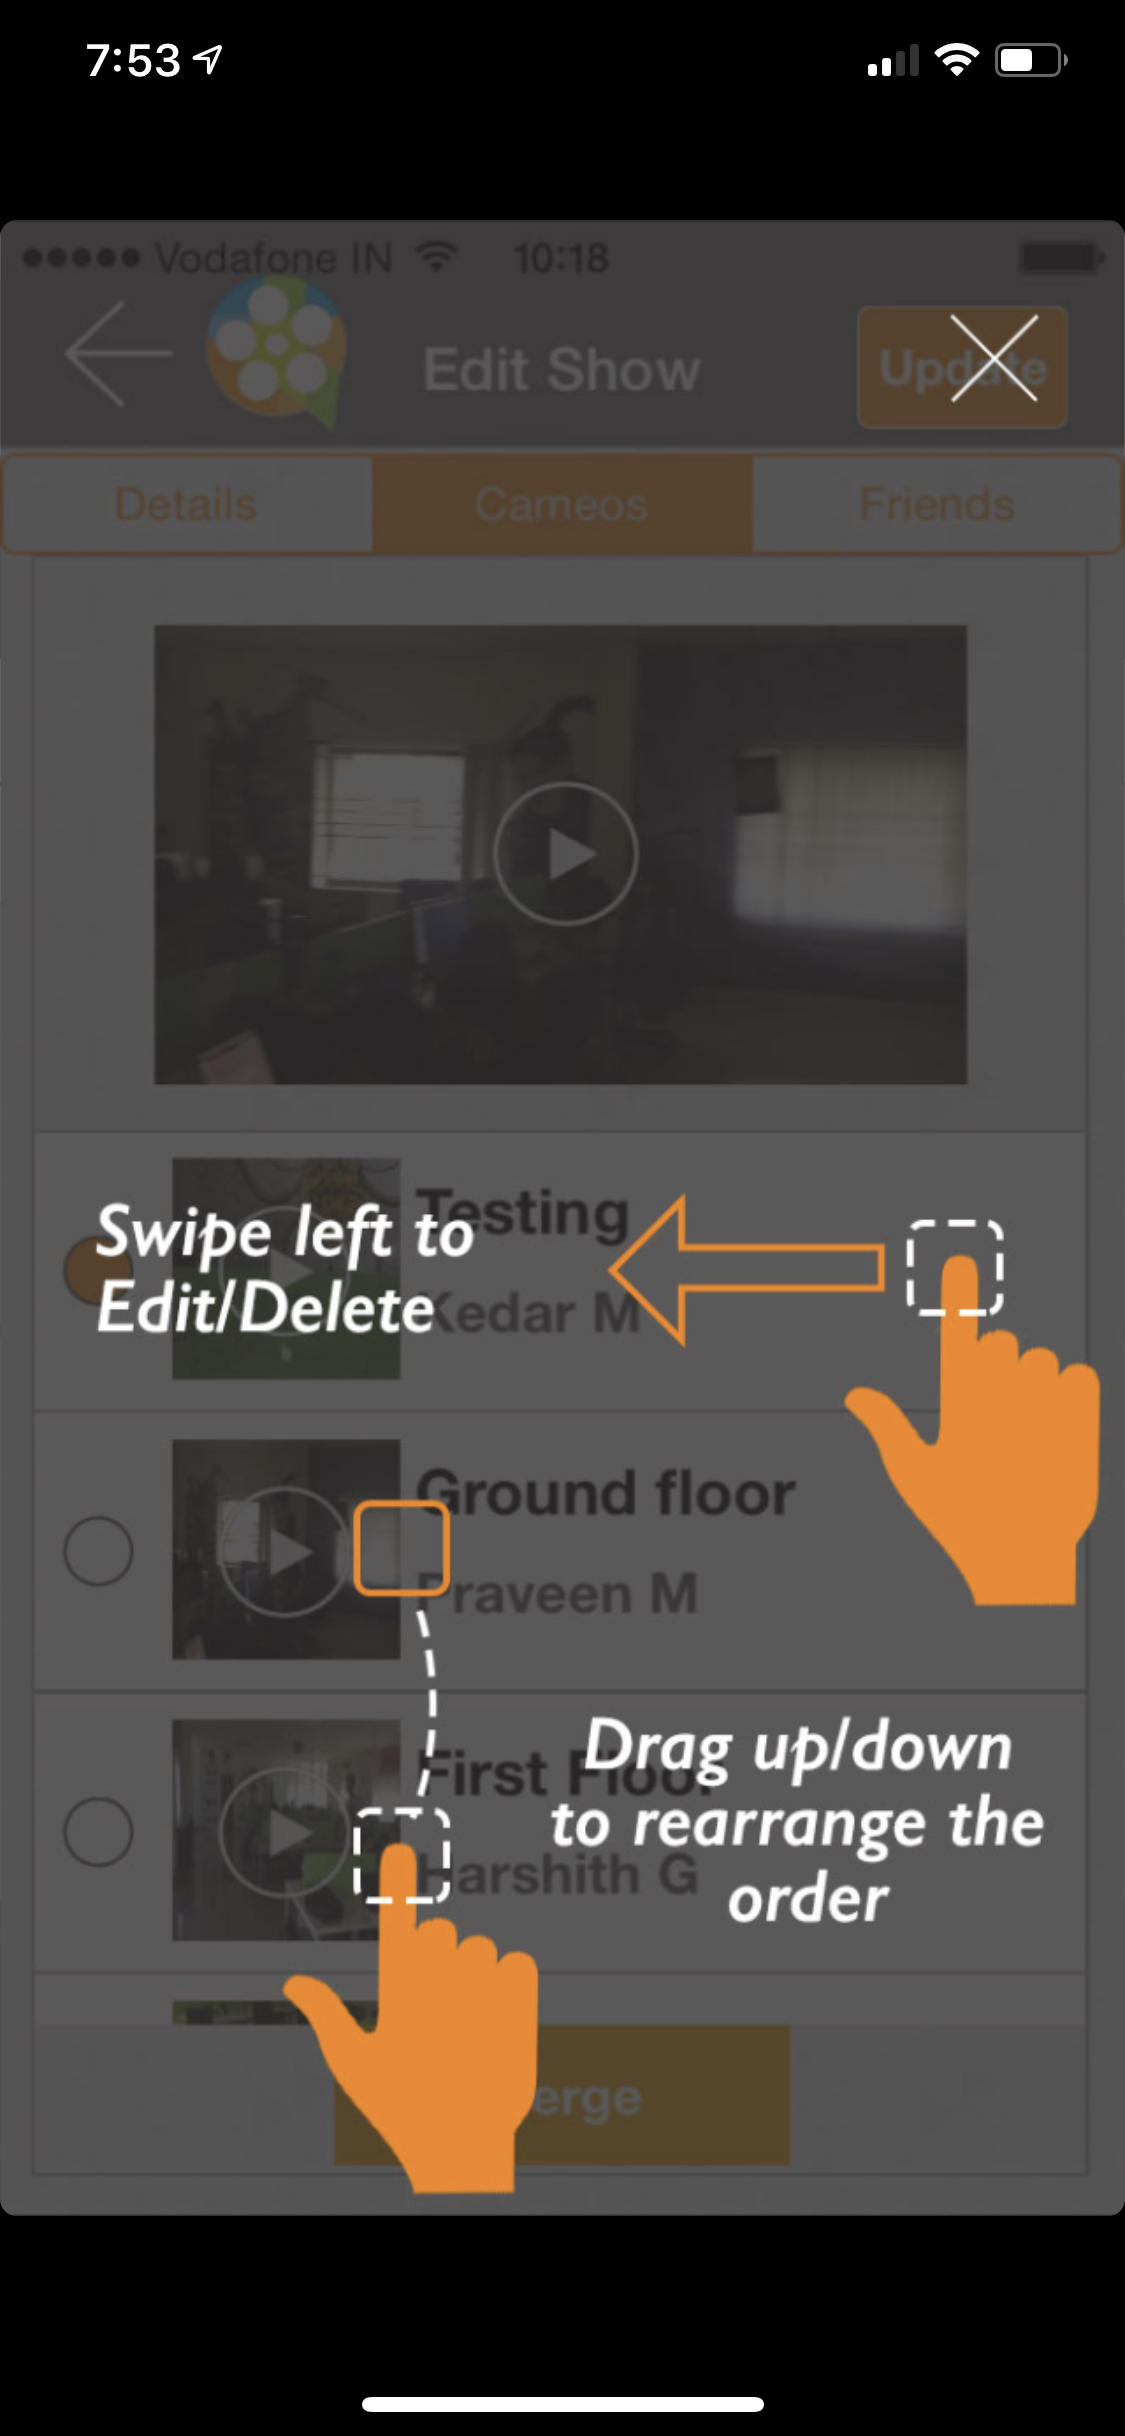 7:53
Vodafone IN 10:18
Edit Show
Update
Details Cameos Friends
Testing
Swipe left to
Edit/Delete
Kedar M
Ground floor
Praveen M
Drag up/down
First Floor
to rearrange the
Harshith G
order
erge